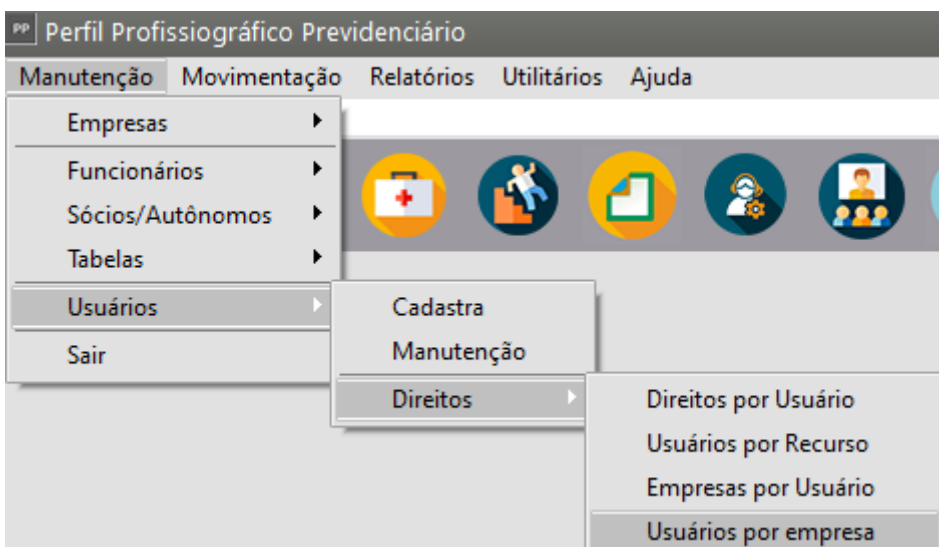 PP Perfil Profissiográfico Previdenciário
Manutenção Movimentação Relatórios Utilitários Ajuda
Empresas
Funcionários
Sócios/Autônomos
Tabelas
Usuários
Sair
Cadastra
Manutenção
Direitos
Direitos por Usuário
Usuários por Recurso
Empresas por Usuário
Usuários por empresa